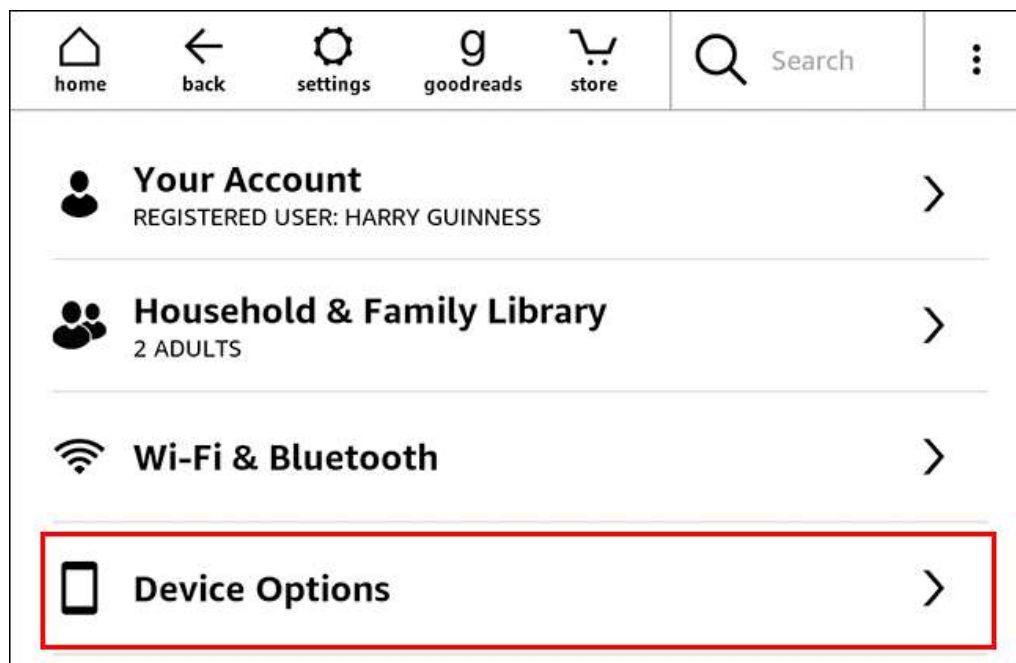 home back settings goodreads store Search
Your Account
REGISTERED USER: HARRY GUINNESS
Household & Family Library
2 ADULTS
Wi-Fi & Bluetooth
Device Options